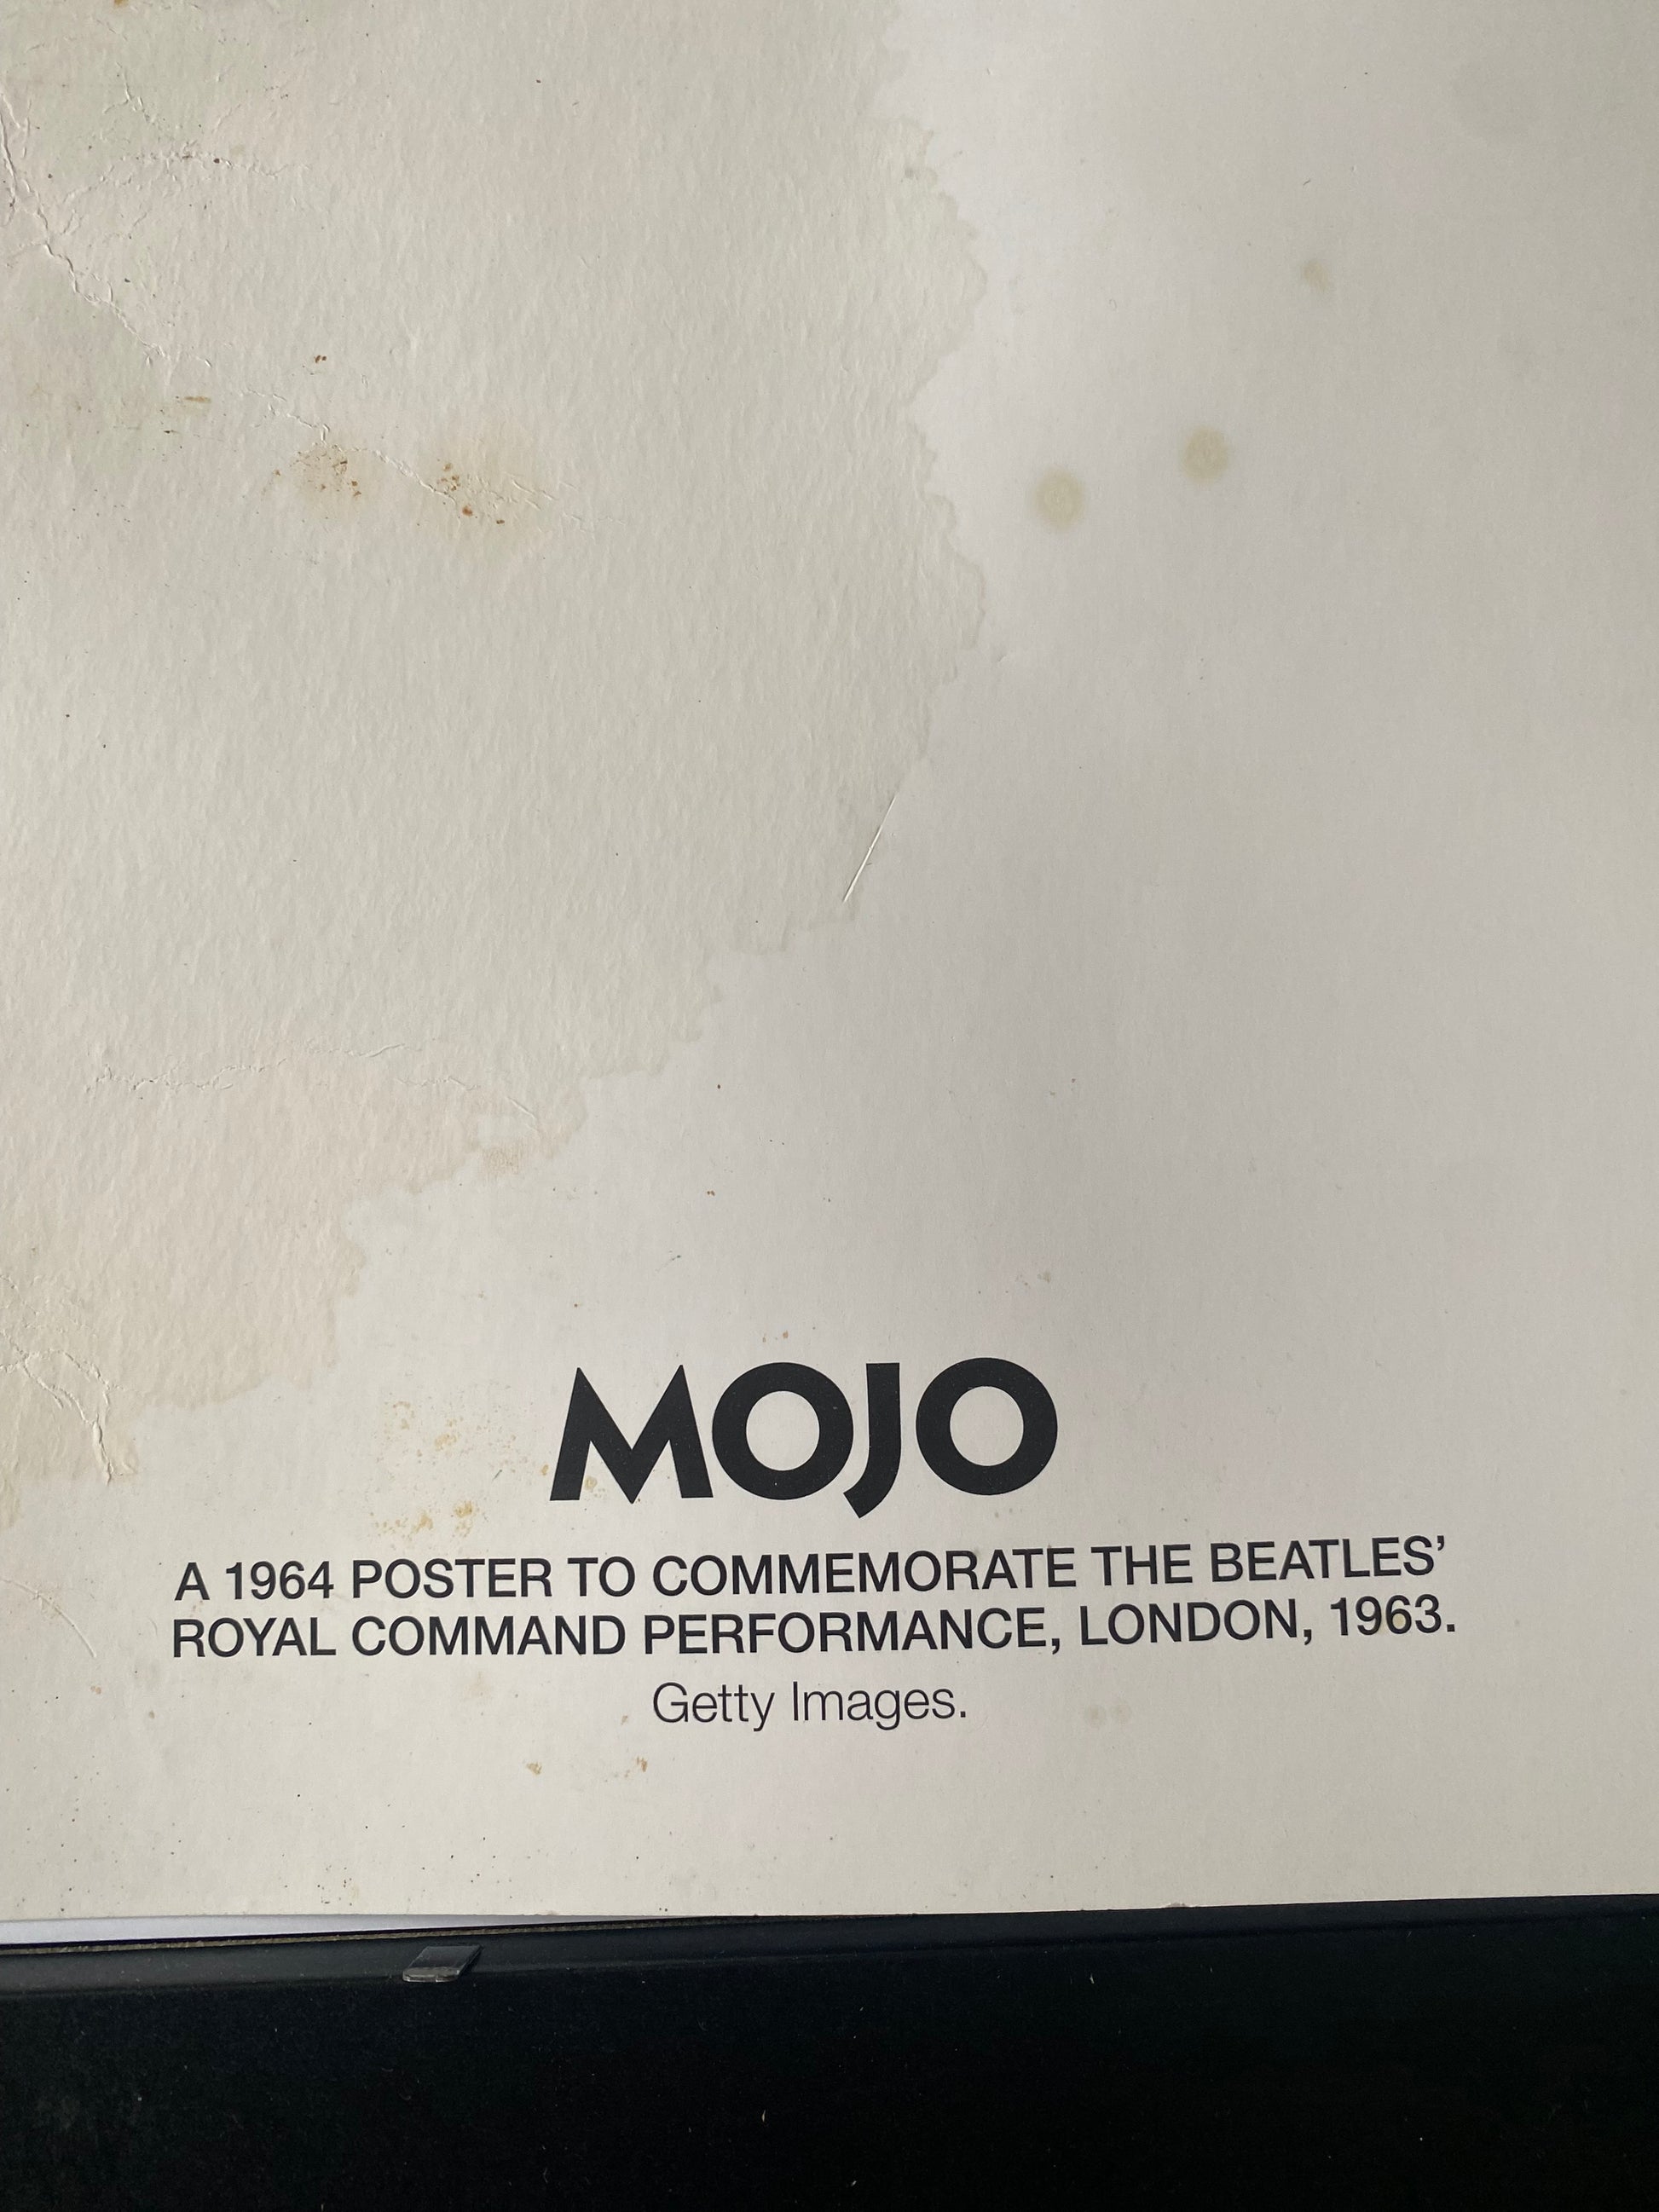 MOJO
A 1964 POSTER TO COMMEMORATE THE BEATLES’
ROYAL COMMAND PERFORMANCE, LONDON, 1963.
Getty Images.